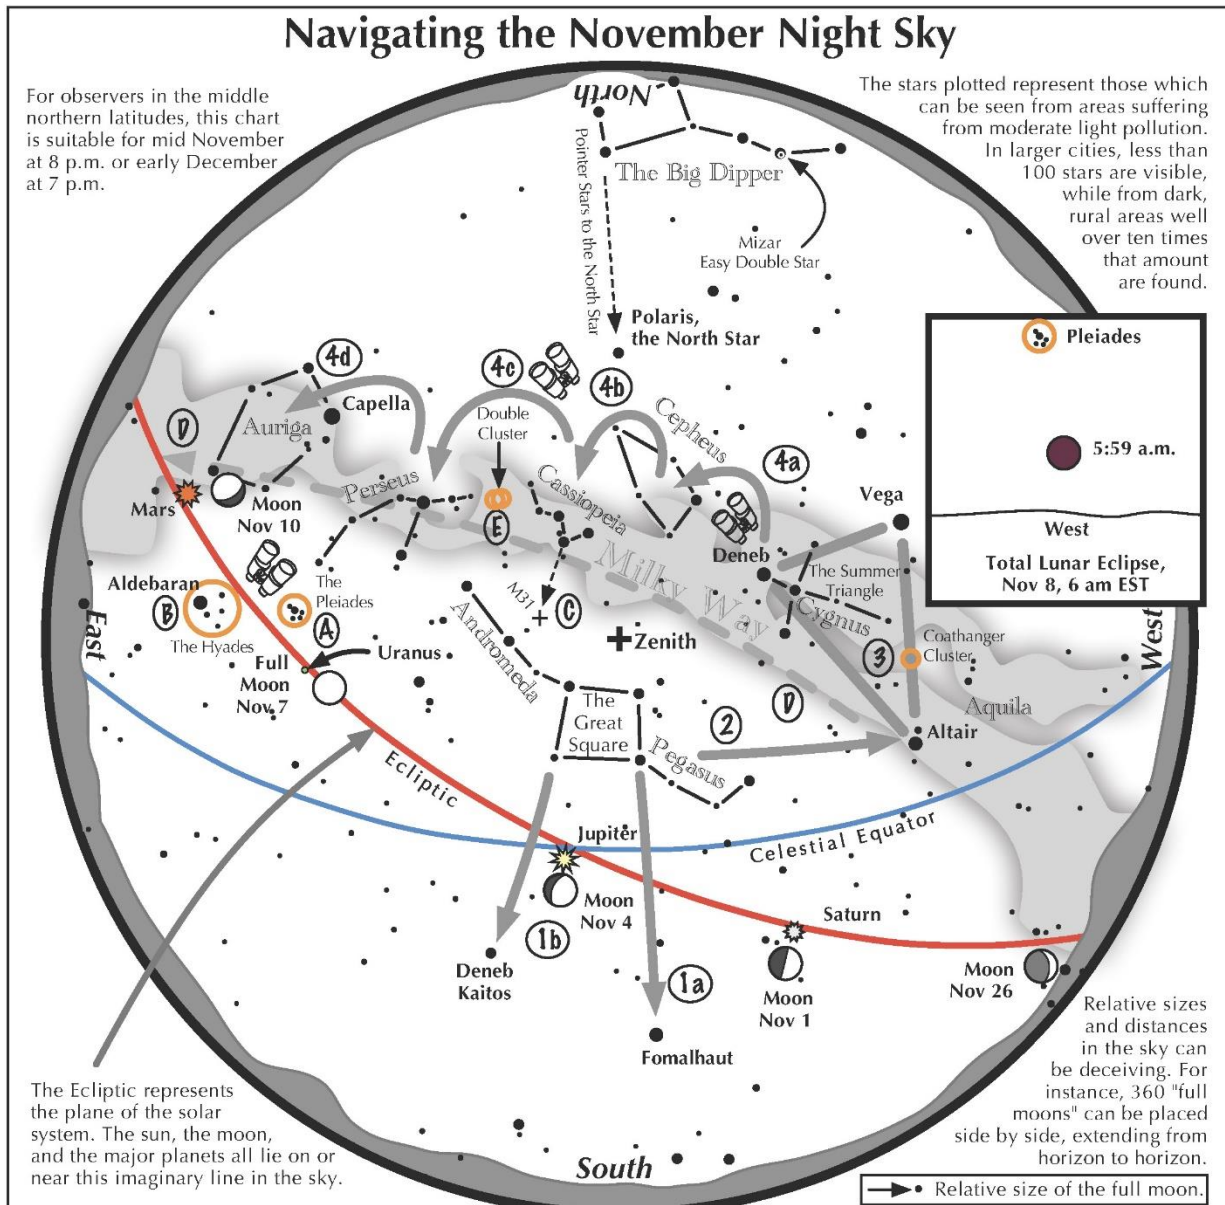 Navigating the November Night Sky
For observers in the middle
northern latitudes, this chart
is suitable for mid November
at 8 p.m. or early December
at 7 p.m.
The stars plotted represent those which
can be seen from areas suffering
from moderate light pollution.
In larger cities, less than
100 stars are visible,
while from dark,
rural areas well
over ten times
that amount
are found.
North
The Big Dipper
Pointer Stars to the North Star
Mizar
Easy Double Star
Polaris,
the North Star
Pleiades
5:59 a.m.
West
Total Lunar Eclipse,
Nov 8, 6 am EST
4d
4c
4b
4a
Capella
Auriga
Double
Cluster
Cepheus
Cassiopeia
Perseus
D
Mars
Moon
Nov 10
E
Vega
Deneb
Milky Way
The Summer
Triangle
Cygnus
Aldebaran
B
The Hyades
The
Pleiades
A
M31
C
Zenith
Andromeda
East
West
3
Coathanger
Cluster
Full
Moon
Nov 7
Uranus
The
Great
Square
2
D
Pegasus
Aquila
Altair
Ecliptic
Celestial Equator
Jupiter
Moon
Nov 4
1b
Deneb
Kaitos
1a
Fomalhaut
Saturn
Moon
Nov 1
Moon
Nov 26
South
The Ecliptic represents
the plane of the solar
system. The sun, the moon,
and the major planets all lie on or
near this imaginary line in the sky.
Relative sizes
and distances
in the sky can
be deceiving. For
instance, 360 "full
moons" can be placed
side by side, extending from
horizon to horizon.
Relative size of the full moon.